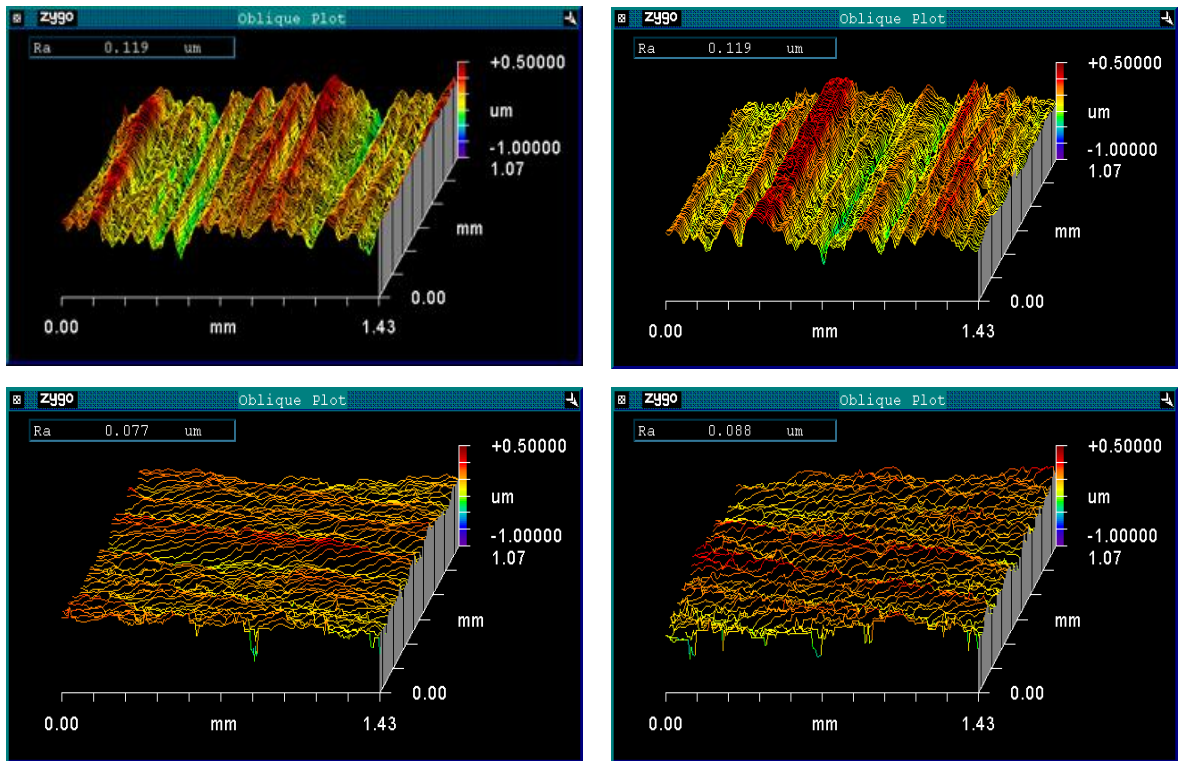 zygo Oblique Plot
Ra 0.119 um
+0.50000
um
-1.00000
1.07
mm
0.00
0.00 mm 1.43
zygo Oblique Plot
Ra 0.119 um
+0.50000
um
-1.00000
1.07
mm
0.00
0.00 mm 1.43
zygo Oblique Plot
Ra 0.077 um
+0.50000
um
-1.00000
1.07
mm
0.00
0.00 mm 1.43
zygo Oblique Plot
Ra 0.088 um
+0.50000
um
-1.00000
1.07
mm
0.00
0.00 mm 1.43